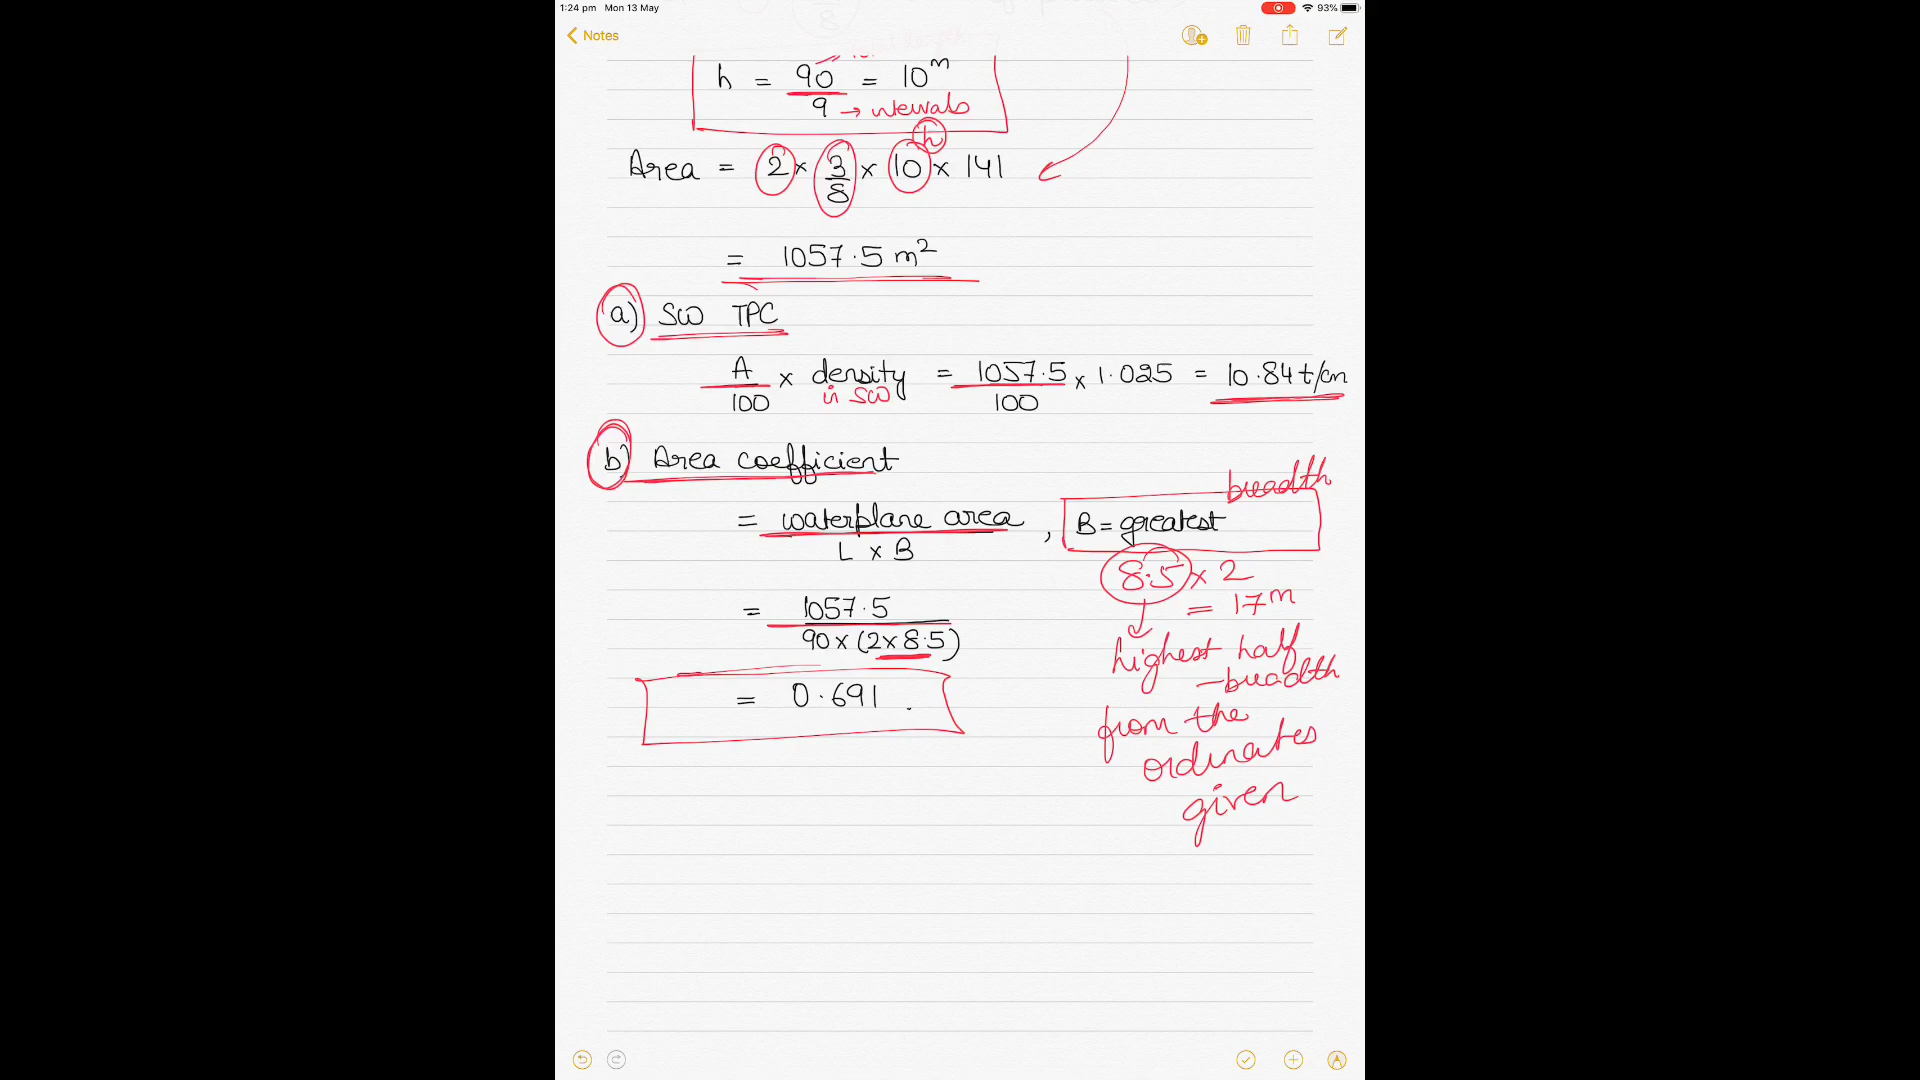 1:24 pm Mon 13 May 93%
Notes
h = 90/9 = 10 m
→ intervals
h
Area = 2 × 3/8 × 10 × 141
= 1057.5 m²
a) SW TPC
A/100 × density in SW = 1057.5/100 × 1.025 = 10.84 t/cm
b) Area coefficient
= waterplane area / L × B , B = greatest breadth
8.5 × 2
= 17 m
= 1057.5 / 90 × (2 × 8.5)
highest half
-breadth
= 0.691 .
from the
ordinates
given